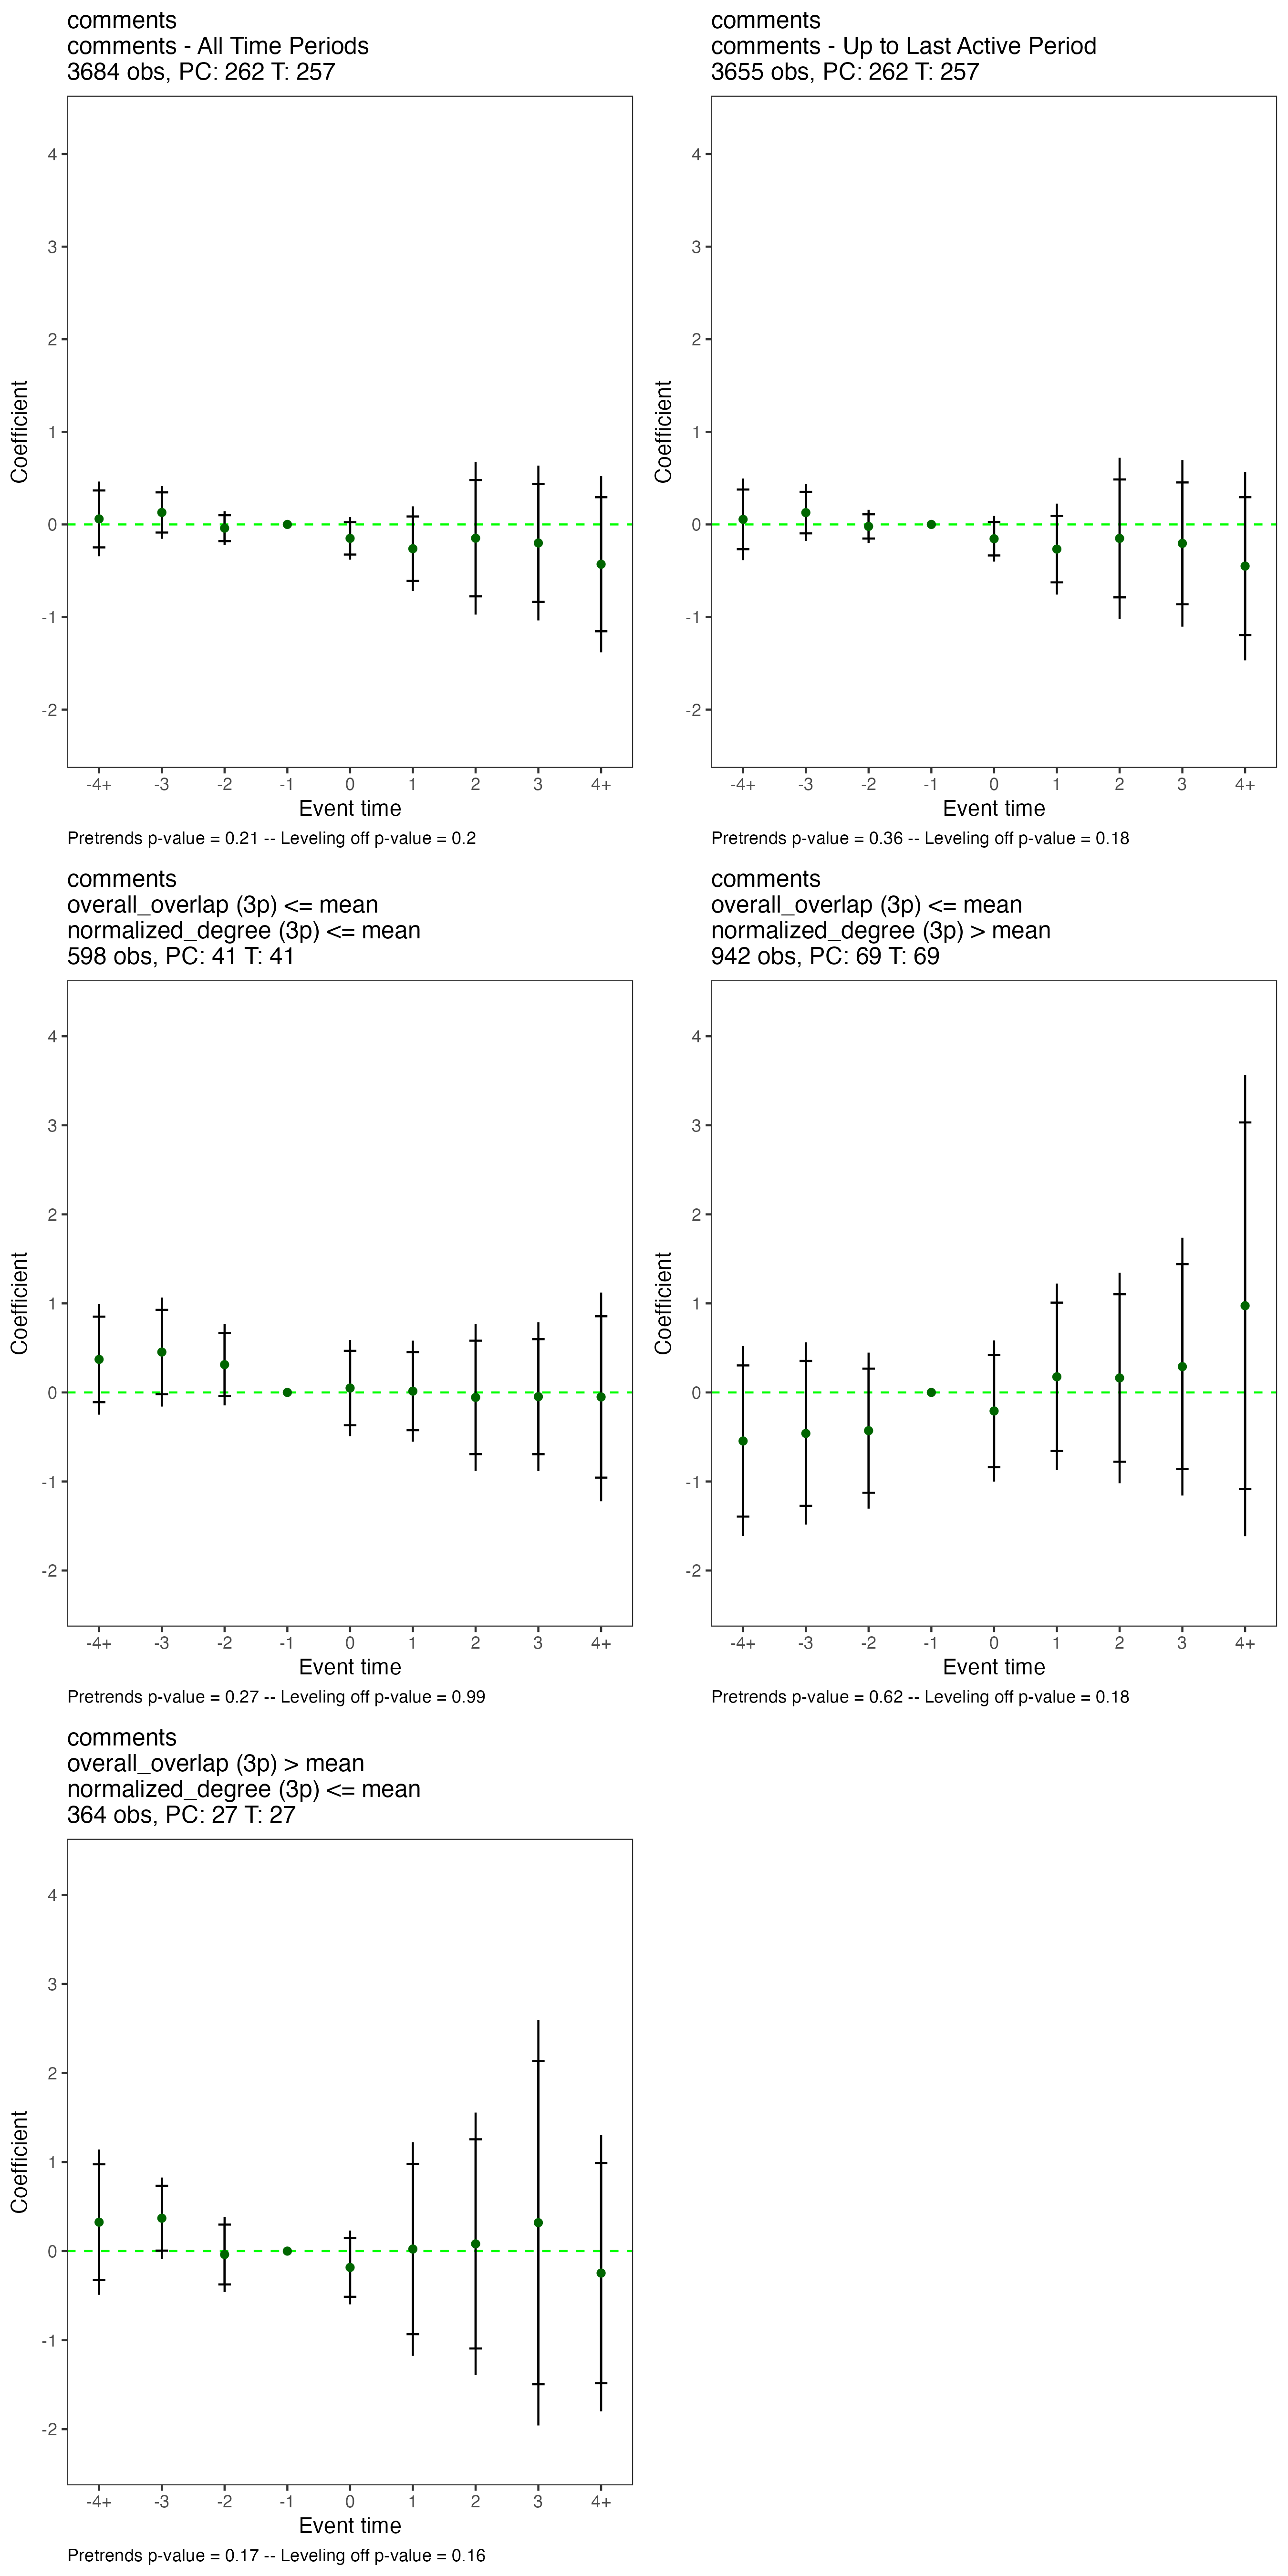 comments
comments - All Time Periods
3684 obs, PC: 262 T: 257
4
3
2
1
0
-1
-2
Coefficient
-4+ -3 -2 -1 0 1 2 3 4+
Event time
Pretrends p-value = 0.21 -- Leveling off p-value = 0.2
comments
comments - Up to Last Active Period
3655 obs, PC: 262 T: 257
4
3
2
1
0
-1
-2
Coefficient
-4+ -3 -2 -1 0 1 2 3 4+
Event time
Pretrends p-value = 0.36 -- Leveling off p-value = 0.18
comments
overall_overlap (3p) <= mean
normalized_degree (3p) <= mean
598 obs, PC: 41 T: 41
4
3
2
1
0
-1
-2
Coefficient
-4+ -3 -2 -1 0 1 2 3 4+
Event time
Pretrends p-value = 0.27 -- Leveling off p-value = 0.99
comments
overall_overlap (3p) <= mean
normalized_degree (3p) > mean
942 obs, PC: 69 T: 69
4
3
2
1
0
-1
-2
Coefficient
-4+ -3 -2 -1 0 1 2 3 4+
Event time
Pretrends p-value = 0.62 -- Leveling off p-value = 0.18
comments
overall_overlap (3p) > mean
normalized_degree (3p) <= mean
364 obs, PC: 27 T: 27
4
3
2
1
0
-1
-2
Coefficient
-4+ -3 -2 -1 0 1 2 3 4+
Event time
Pretrends p-value = 0.17 -- Leveling off p-value = 0.16